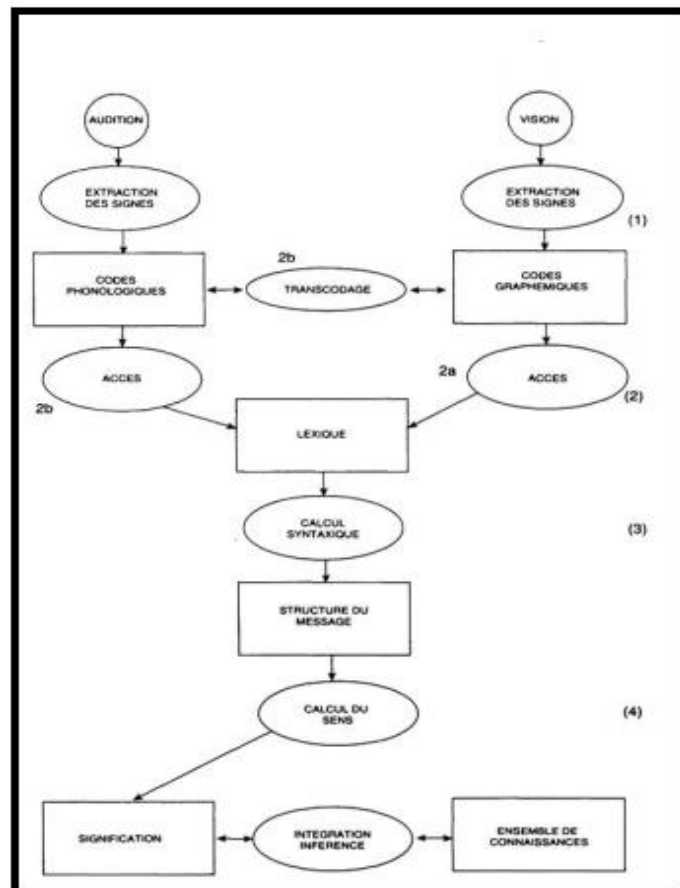 AUDITION
VISION
EXTRACTION
DES SIGNES
EXTRACTION
DES SIGNES
(1)
2b
CODES
PHONOLOGIQUES
TRANSCODAGE
CODES
GRAPHEMIQUES
ACCES
2b
2a
ACCES
(2)
LEXIQUE
CALCUL
SYNTAXIQUE
(3)
STRUCTURE DU
MESSAGE
CALCUL DU
SENS
(4)
SIGNIFICATION
INTEGRATION
INFERENCE
ENSEMBLE DE
CONNAISSANCES